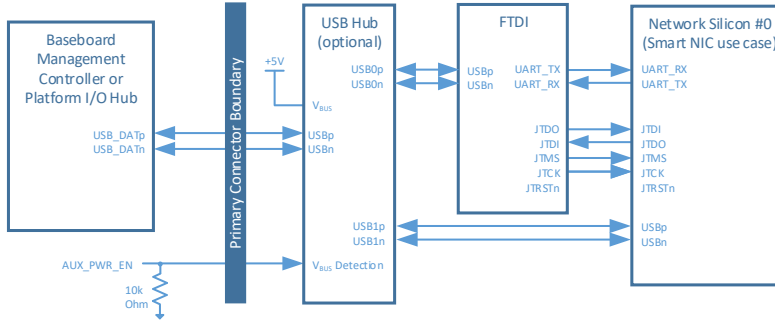 Baseboard
Management
Controller or
Platform I/O Hub
USB_DATp
USB_DATn
Primary Connector Boundary
+5V
AUX_PWR_EN
10k
Ohm
USB Hub
(optional)
USB0p
USB0n
VBUS
USBp
USBn
USB1p
USB1n
VBUS Detection
FTDI
USBp
USBn
UART_TX
UART_RX
JTDO
JTDI
JTMS
JTCK
JTRSTn
Network Silicon #0
(Smart NIC use case)
UART_RX
UART_TX
JTDI
JTDO
JTMS
JTCK
JTRSTn
USBp
USBn